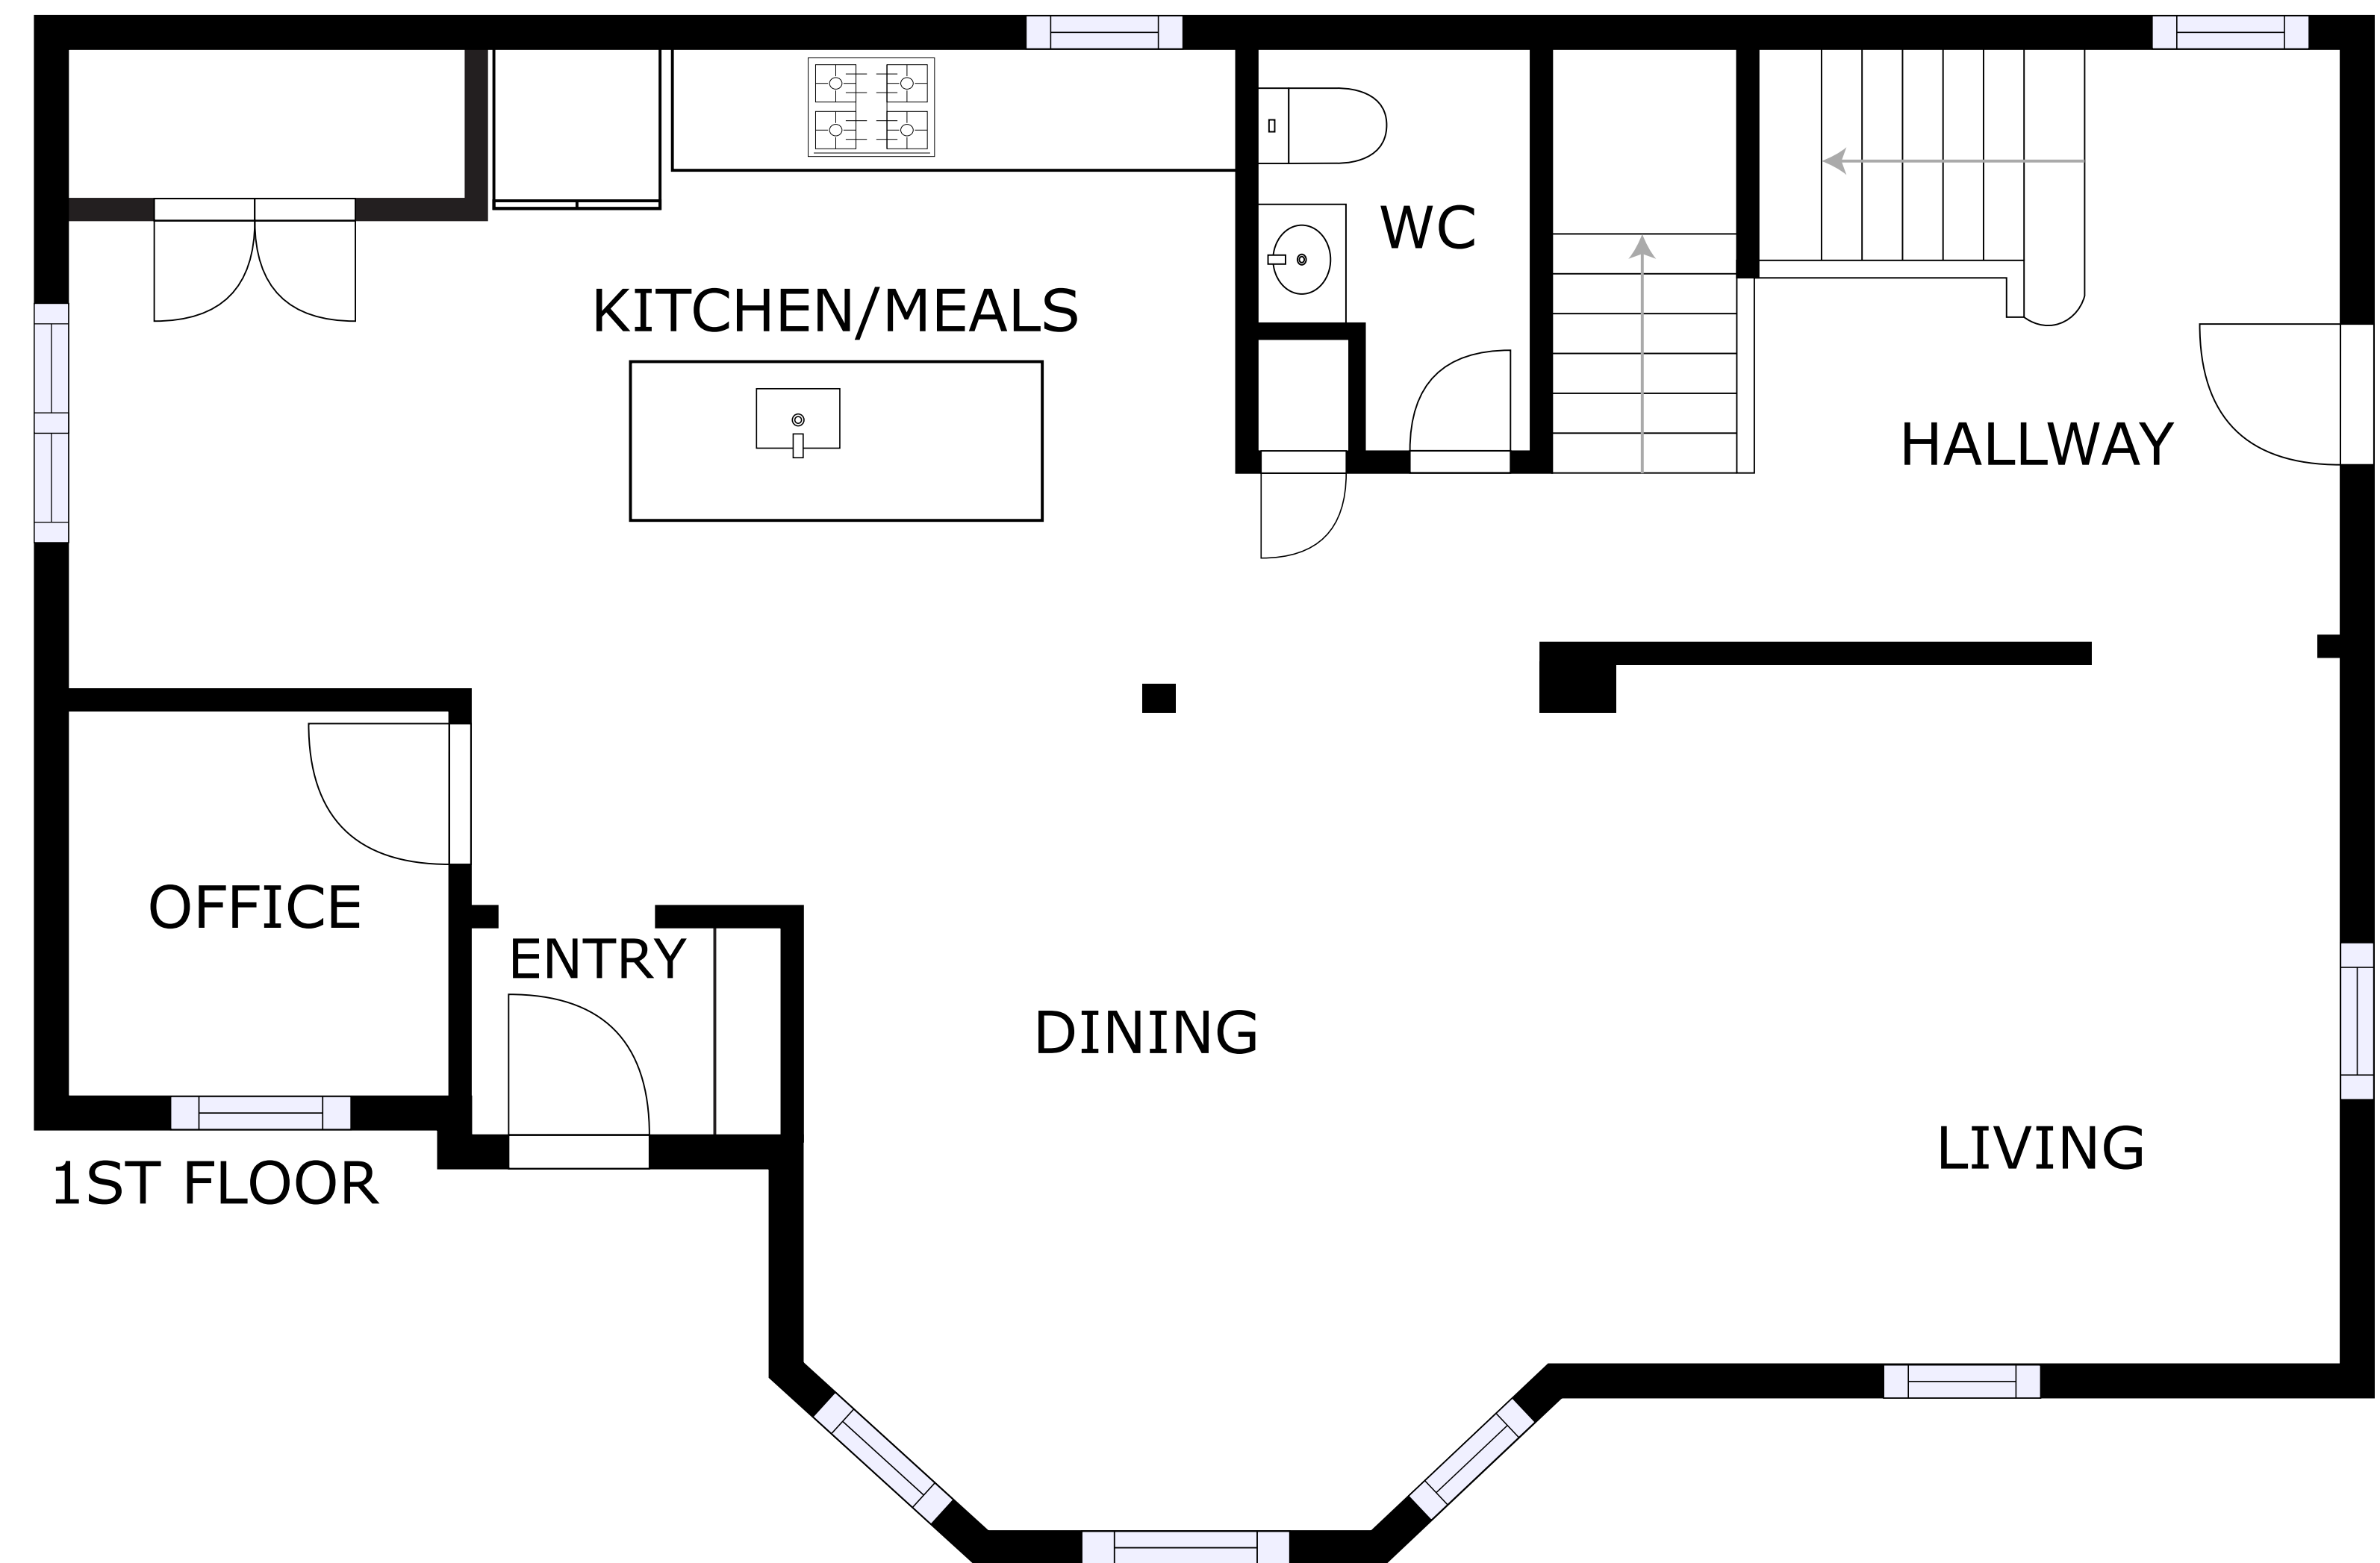 WC
KITCHEN/MEALS
HALLWAY
OFFICE
ENTRY
DINING
LIVING
1ST FLOOR